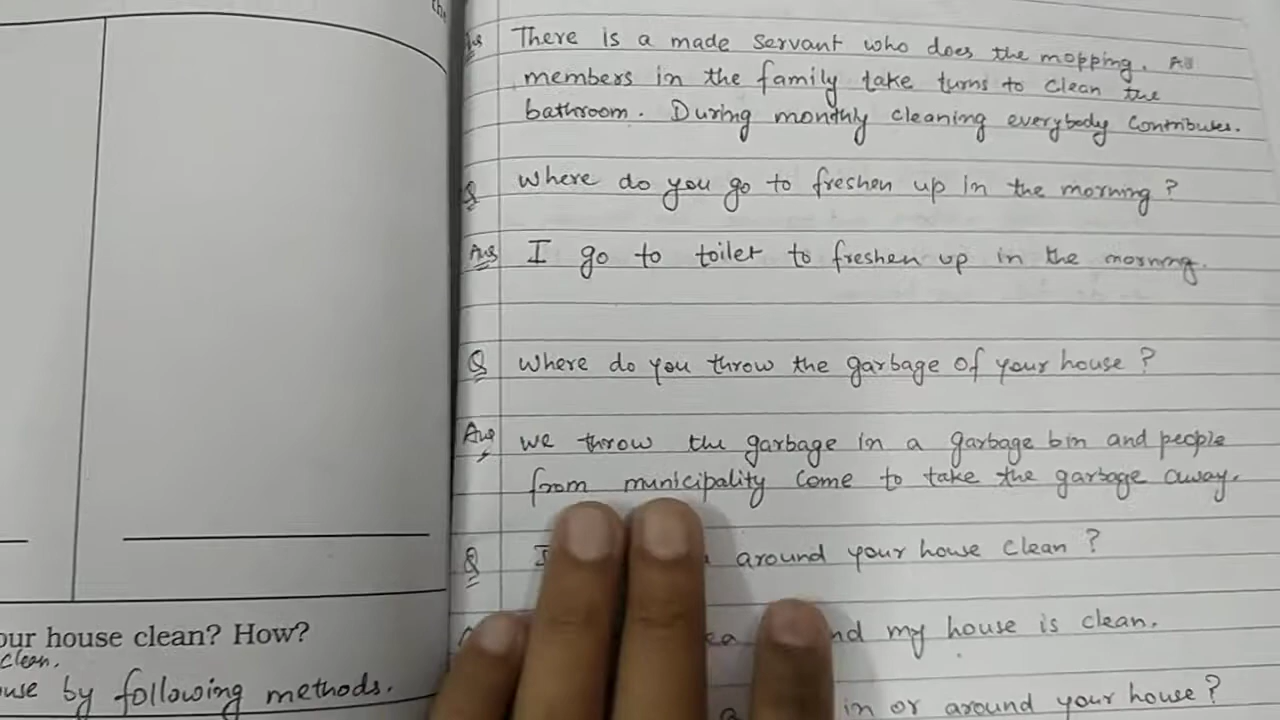 the
our house clean? How?
clean.
use by following methods.
Ans There is a made servant who does the mopping. All
members in the family take turns to clean the
bathroom. During monthly cleaning everybody contributes.
Q Where do you go to freshen up in the morning?
Ans I go to toilet to freshen up in the morning.
Q Where do you throw the garbage of your house?
Ans we throw the garbage in a garbage bin and people
from municipality come to take the garbage away.
Q around your house clean?
my house is clean.
in or around your house?